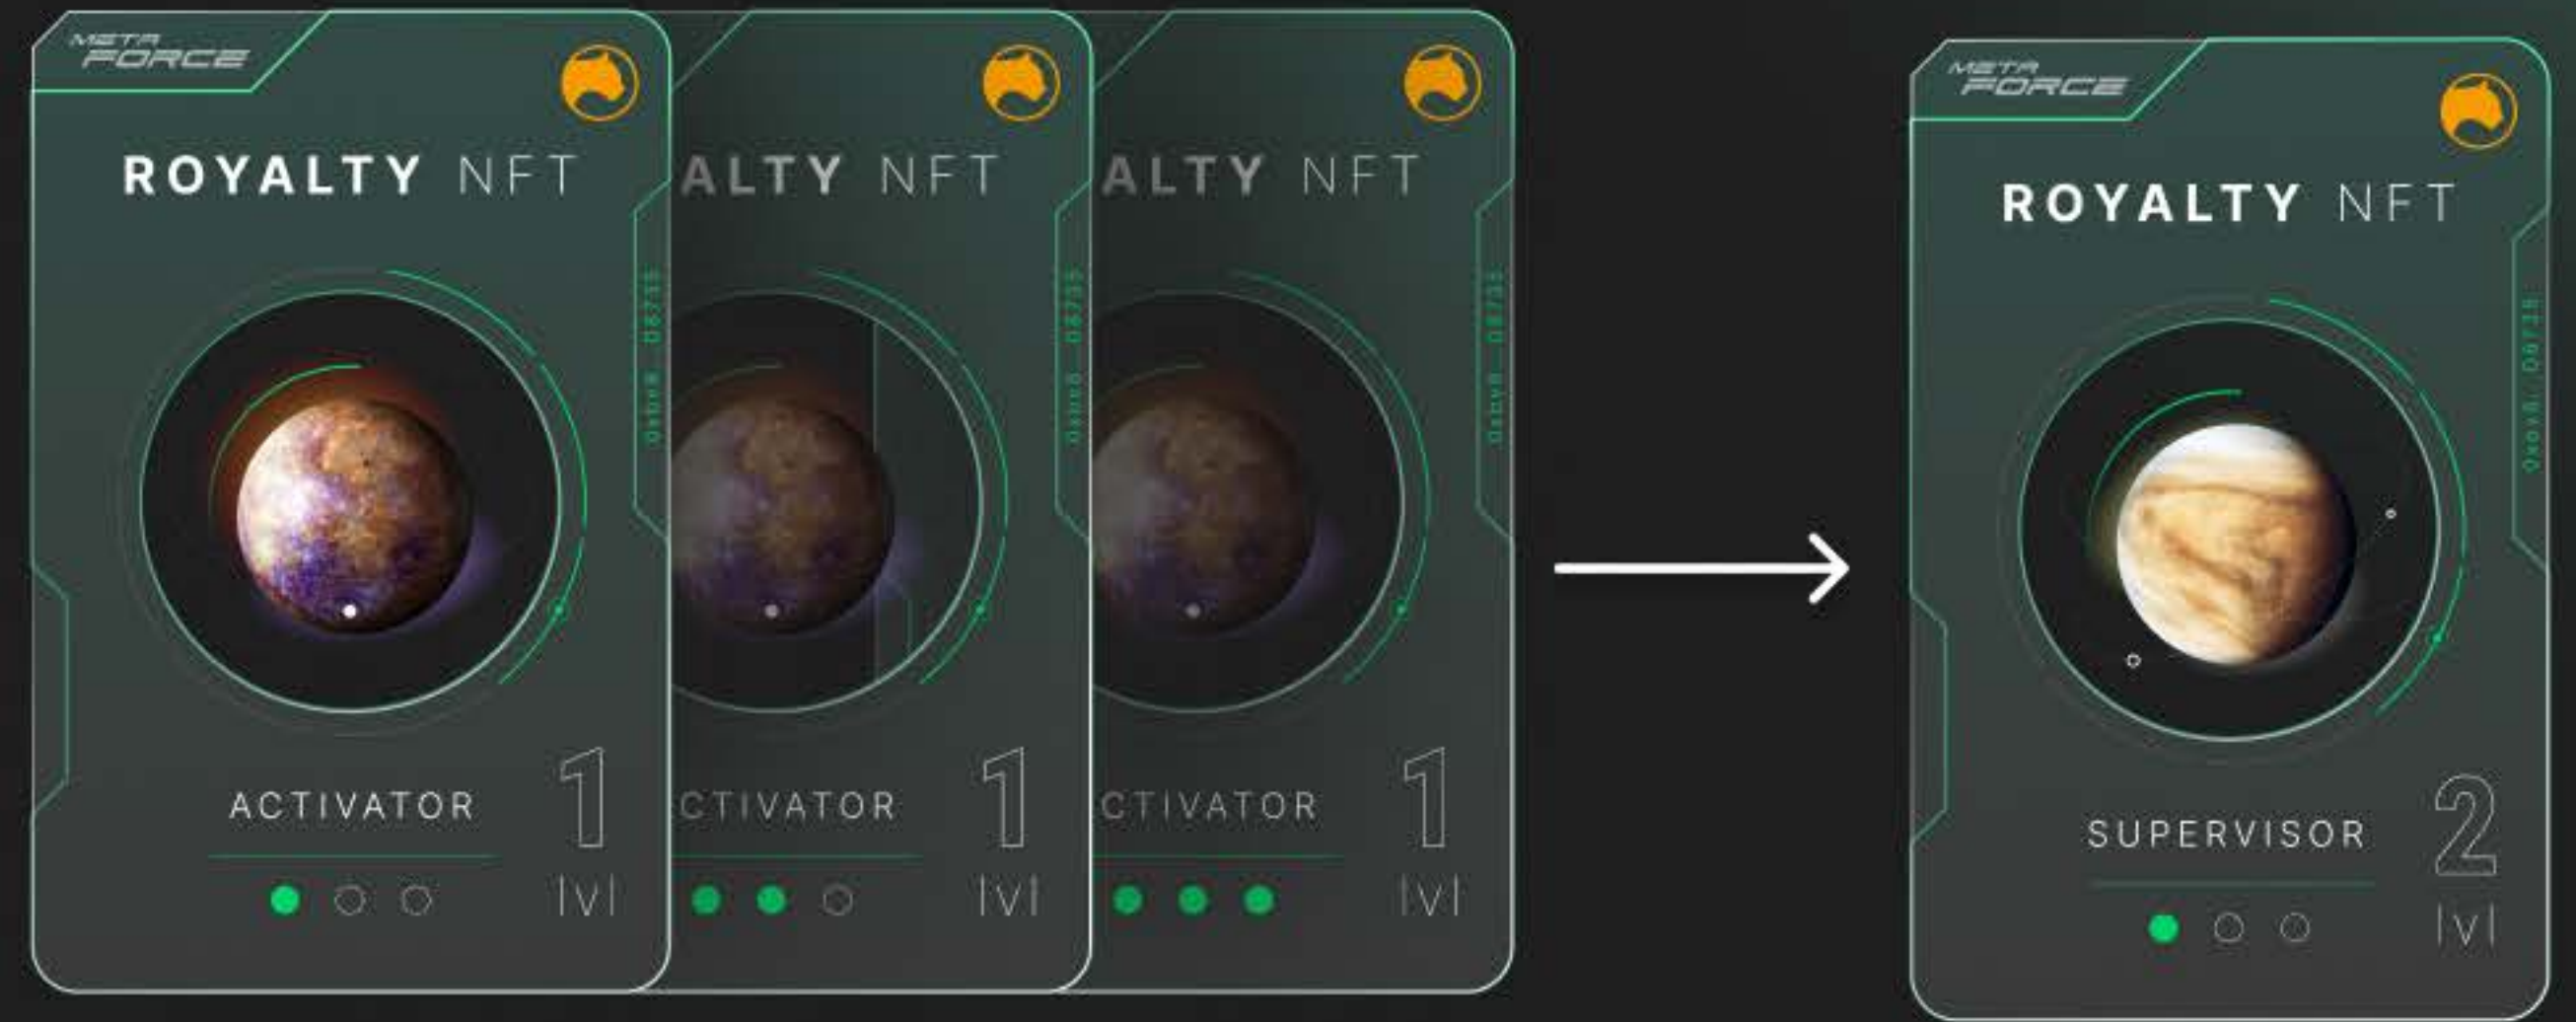 META
FORCE
ROYALTY NFT
ACTIVATOR
1
lvl
ALTY NFT
CTIVATOR
1
lvl
ALTY NFT
CTIVATOR
1
lvl
META
FORCE
ROYALTY NFT
SUPERVISOR
2
lvl